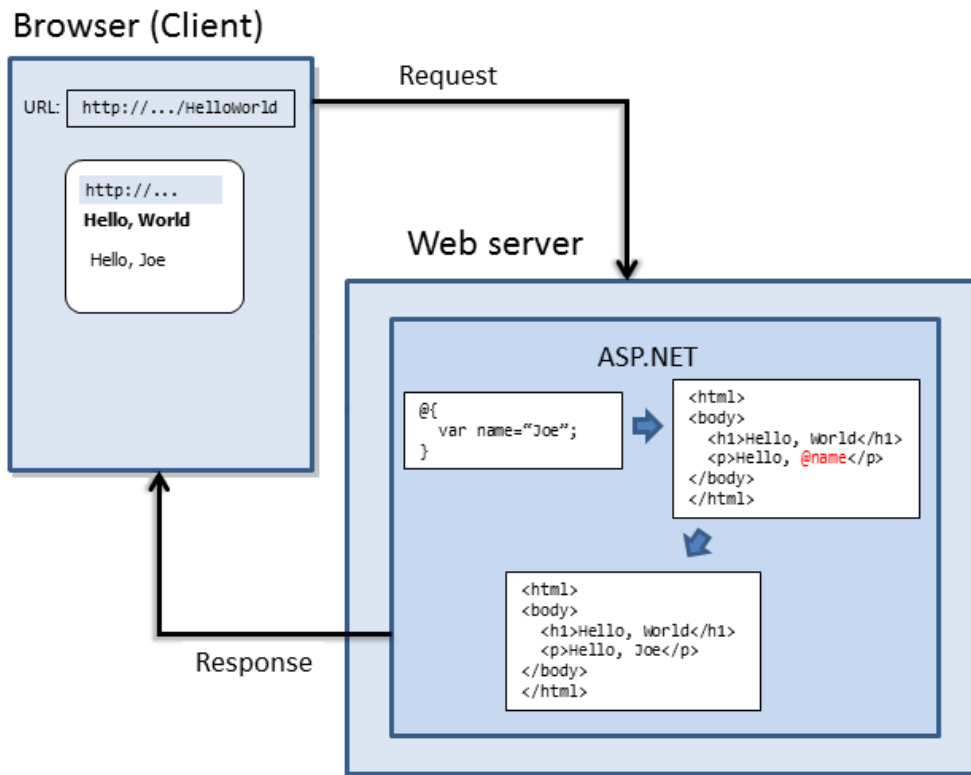 Browser (Client)
URL: http://.../HelloWorld
http://...
Hello, World
Hello, Joe
Request
Web server
ASP.NET
@{
  var name=“Joe”;
}
<html>
<body>
  <h1>Hello, World</h1>
  <p>Hello, @name</p>
</body>
</html>
<html>
<body>
  <h1>Hello, World</h1>
  <p>Hello, Joe</p>
</body>
</html>
Response